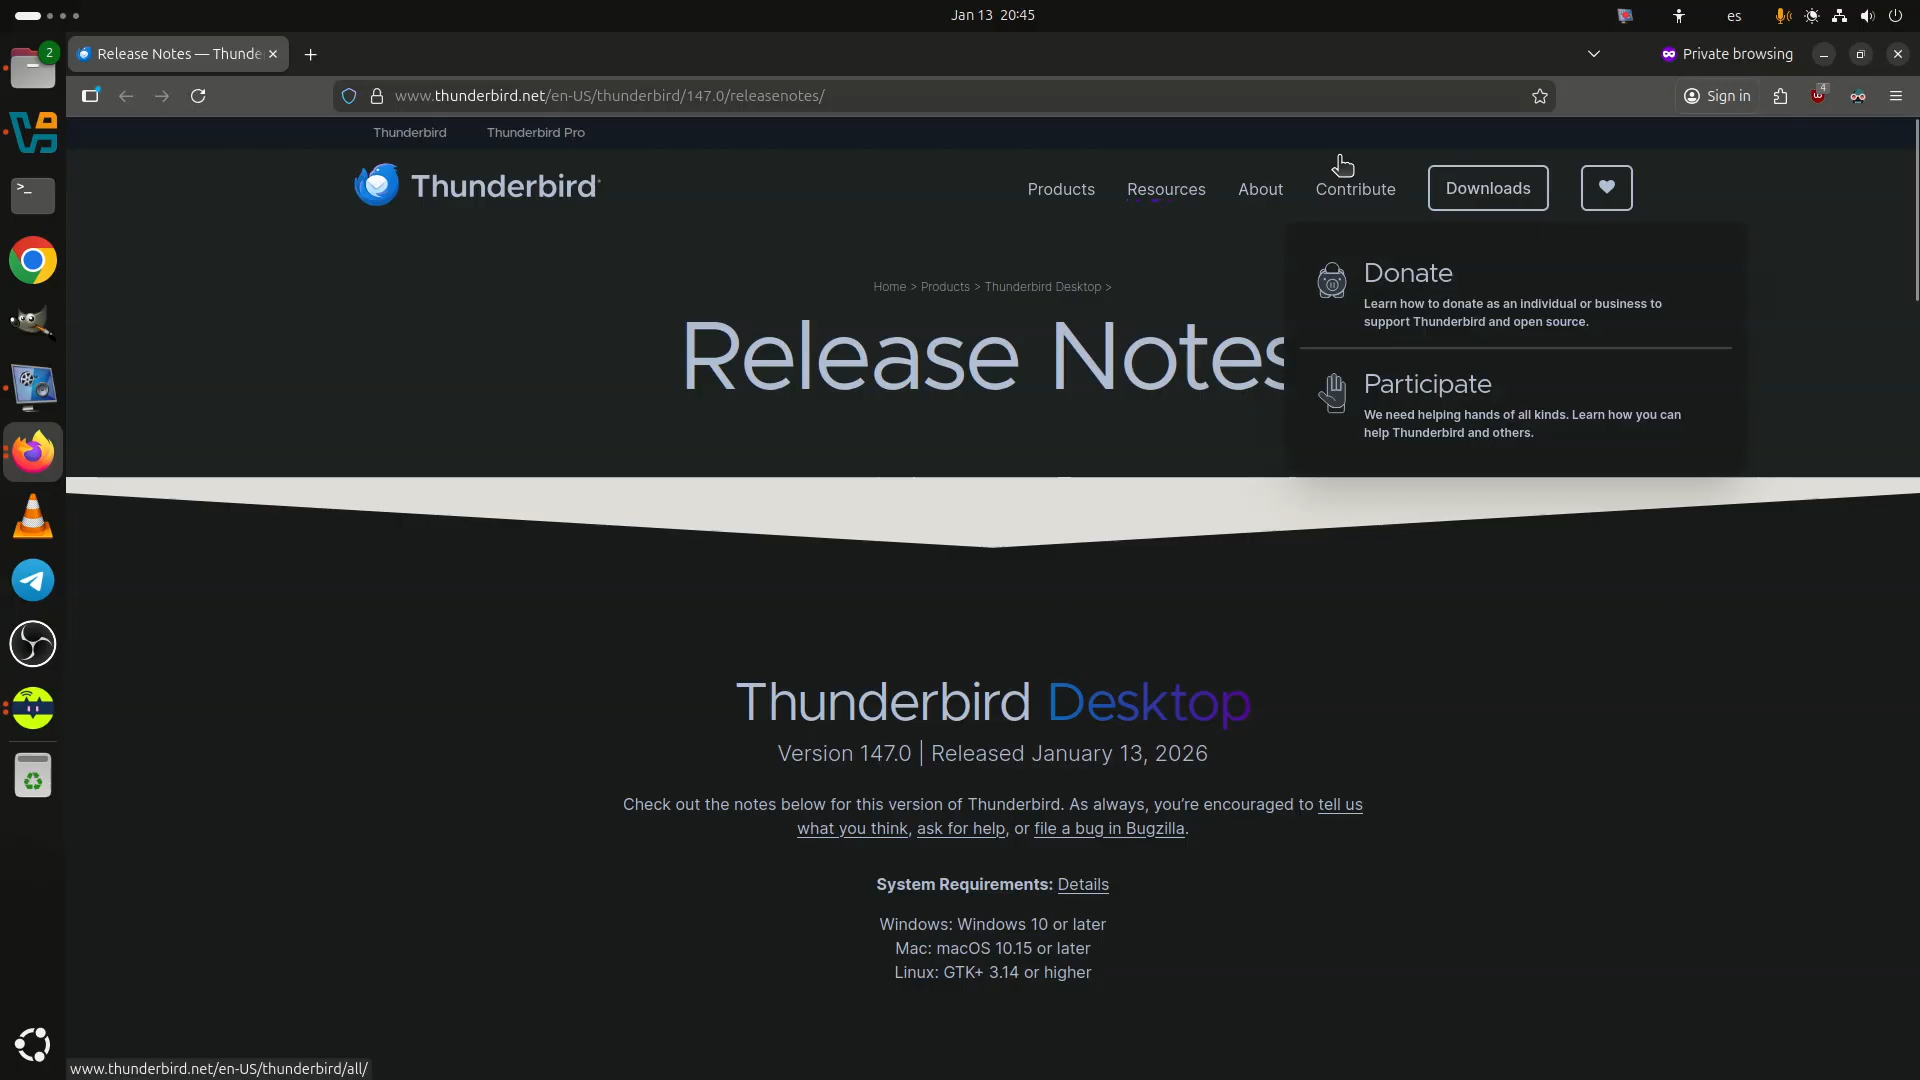 Jan 13 20:45
es
2
Release Notes — Thunde
Private browsing
www.thunderbird.net/en-US/thunderbird/147.0/releasenotes/
Sign in
4
Thunderbird
Thunderbird Pro
Thunderbird
Products
Resources
About
Contribute
Downloads
Home > Products > Thunderbird Desktop >
Release Notes
Donate
Learn how to donate as an individual or business to
support Thunderbird and open source.
Participate
We need helping hands of all kinds. Learn how you can
help Thunderbird and others.
Thunderbird Desktop
Version 147.0 | Released January 13, 2026
Check out the notes below for this version of Thunderbird. As always, you’re encouraged to tell us
what you think, ask for help, or file a bug in Bugzilla.
System Requirements: Details
Windows: Windows 10 or later
Mac: macOS 10.15 or later
Linux: GTK+ 3.14 or higher
www.thunderbird.net/en-US/thunderbird/all/